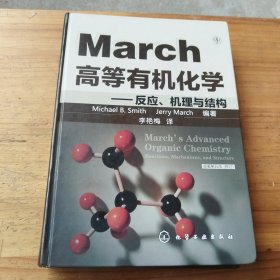 March
高等有机化学
——反应、机理与结构
Michael B. Smith Jerry March 编著
李艳梅 译
March's Advanced
Organic Chemistry
Reactions, Mechanisms, and Structure
化学工业出版社